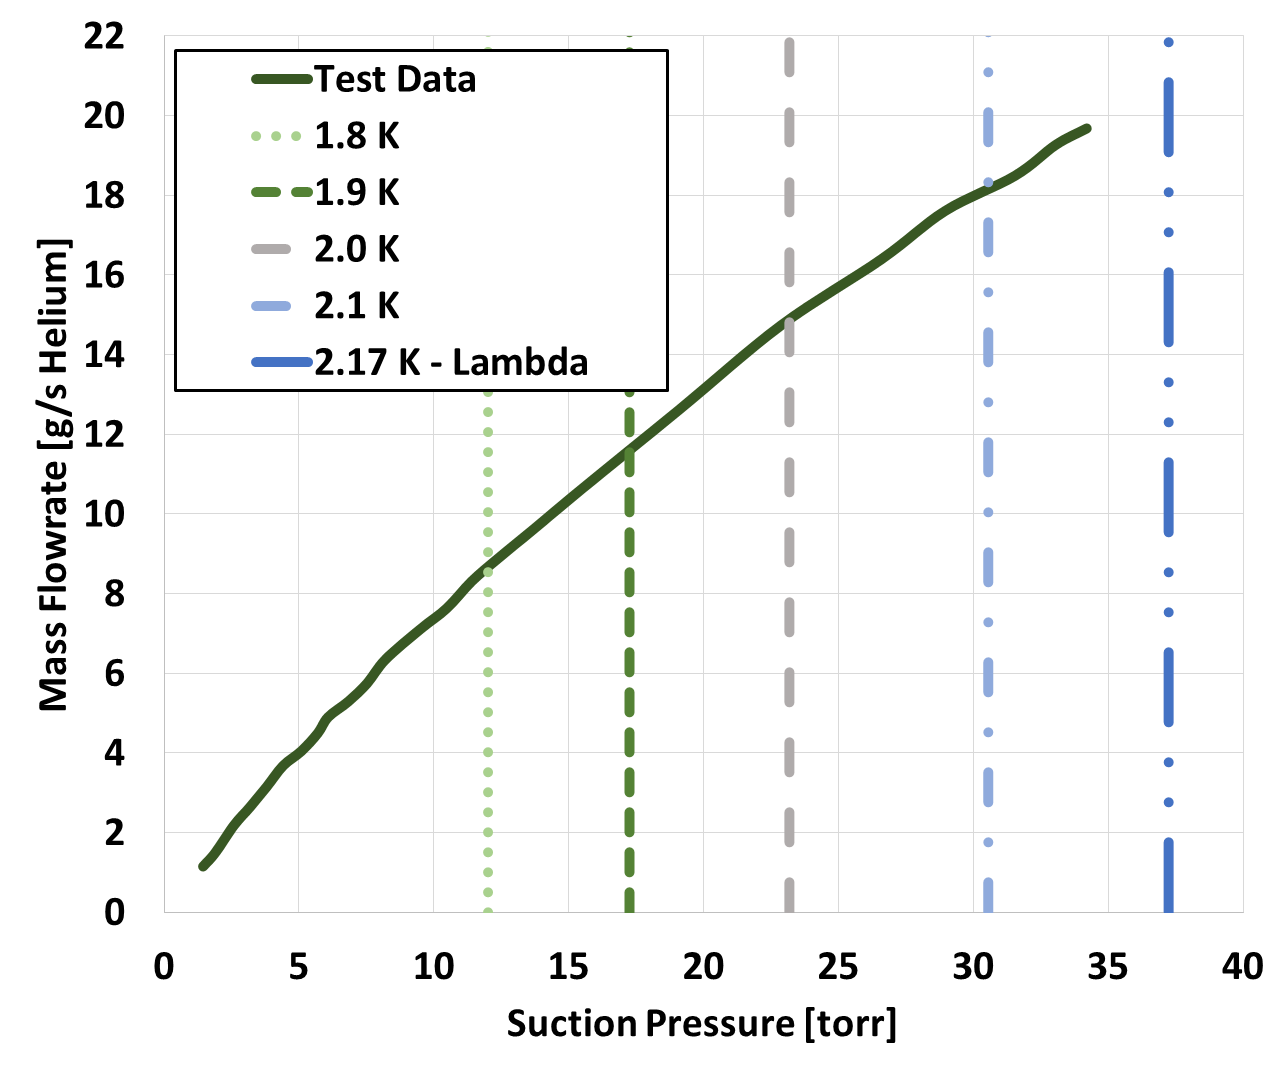 22
20
18
16
14
12
10
8
6
4
2
0
Mass Flowrate [g/s Helium]
Test Data
1.8 K
1.9 K
2.0 K
2.1 K
2.17 K - Lambda
0 5 10 15 20 25 30 35 40
Suction Pressure [torr]